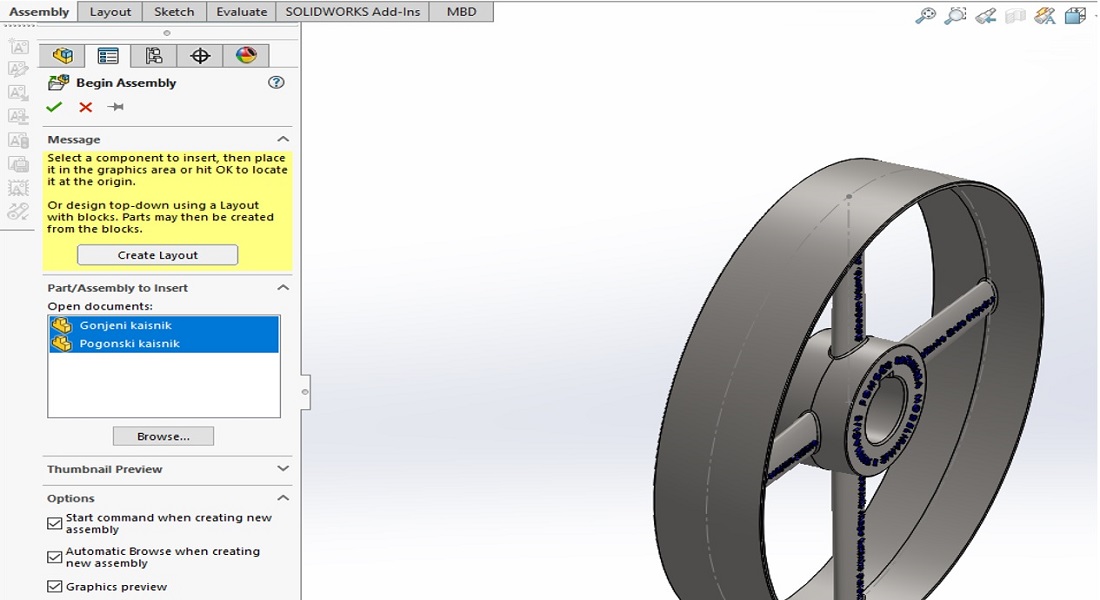 Assembly Layout Sketch Evaluate SOLIDWORKS Add-Ins MBD
Begin Assembly
Message
Select a component to insert, then place
it in the graphics area or hit OK to locate
it at the origin.
Or design top-down using a Layout
with blocks. Parts may then be created
from the blocks.
Create Layout
Part/Assembly to Insert
Open documents:
Gonjeni kaisnik
Pogonski kaisnik
Browse...
Thumbnail Preview
Options
Start command when creating new
assembly
Automatic Browse when creating
new assembly
Graphics preview